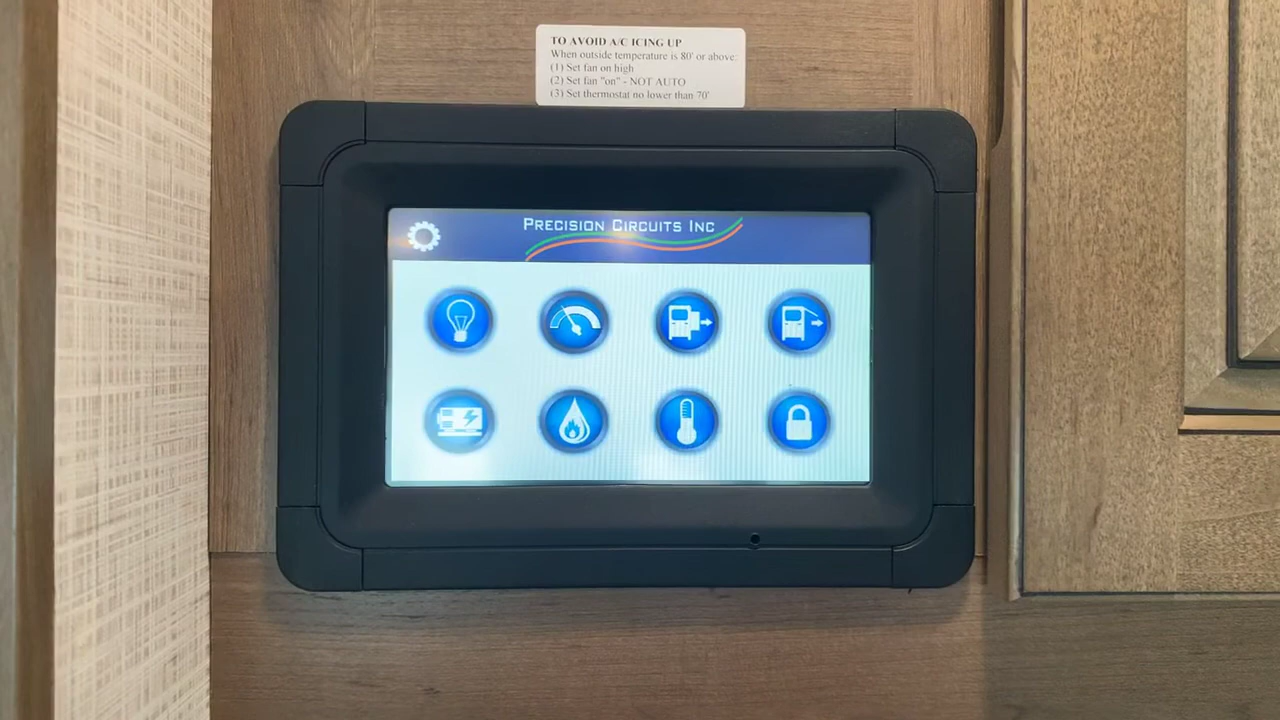 TO AVOID A/C ICING UP
When outside temperature is 80' or above:
(1) Set fan on high
(2) Set fan "on" - NOT AUTO
(3) Set thermostat no lower than 70'
PRECISION CIRCUITS INC